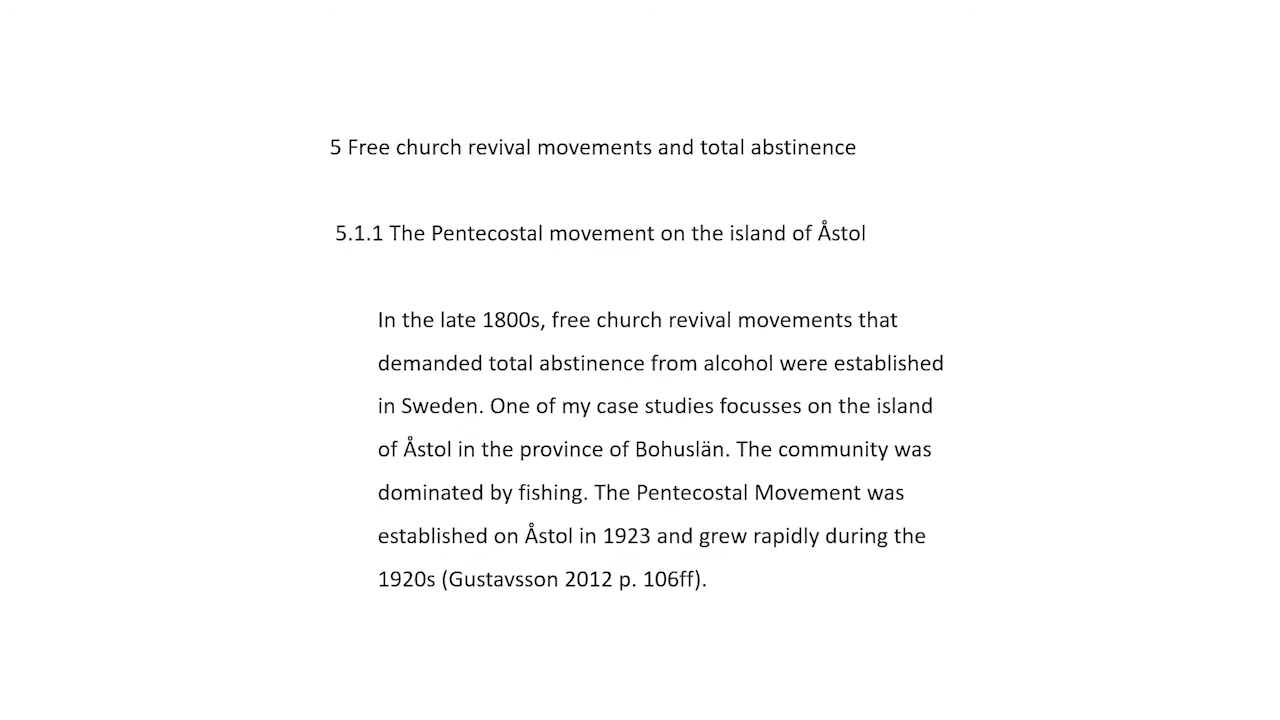 5 Free church revival movements and total abstinence
5.1.1 The Pentecostal movement on the island of Åstol
In the late 1800s, free church revival movements that
demanded total abstinence from alcohol were established
in Sweden. One of my case studies focusses on the island
of Åstol in the province of Bohuslän. The community was
dominated by fishing. The Pentecostal Movement was
established on Åstol in 1923 and grew rapidly during the
1920s (Gustavsson 2012 p. 106ff).